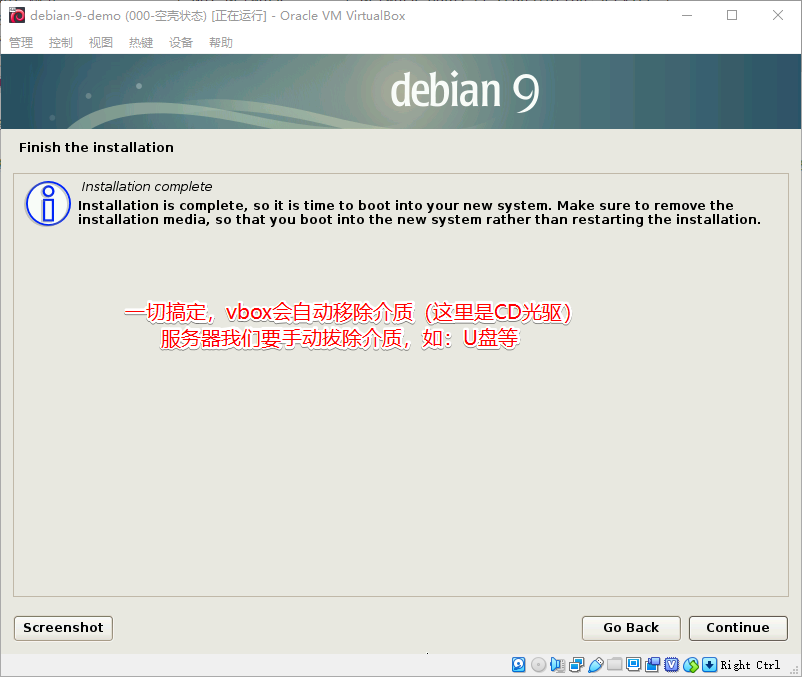 debian-9-demo (000-空壳状态) [正在运行] - Oracle VM VirtualBox
管理 控制 视图 热键 设备 帮助
debian 9
Finish the installation
Installation complete
Installation is complete, so it is time to boot into your new system. Make sure to remove the
installation media, so that you boot into the new system rather than restarting the installation.
一切搞定，vbox会自动移除介质（这里是CD光驱）
服务器我们要手动拔除介质，如：U盘等
Screenshot Go Back Continue
Right Ctrl